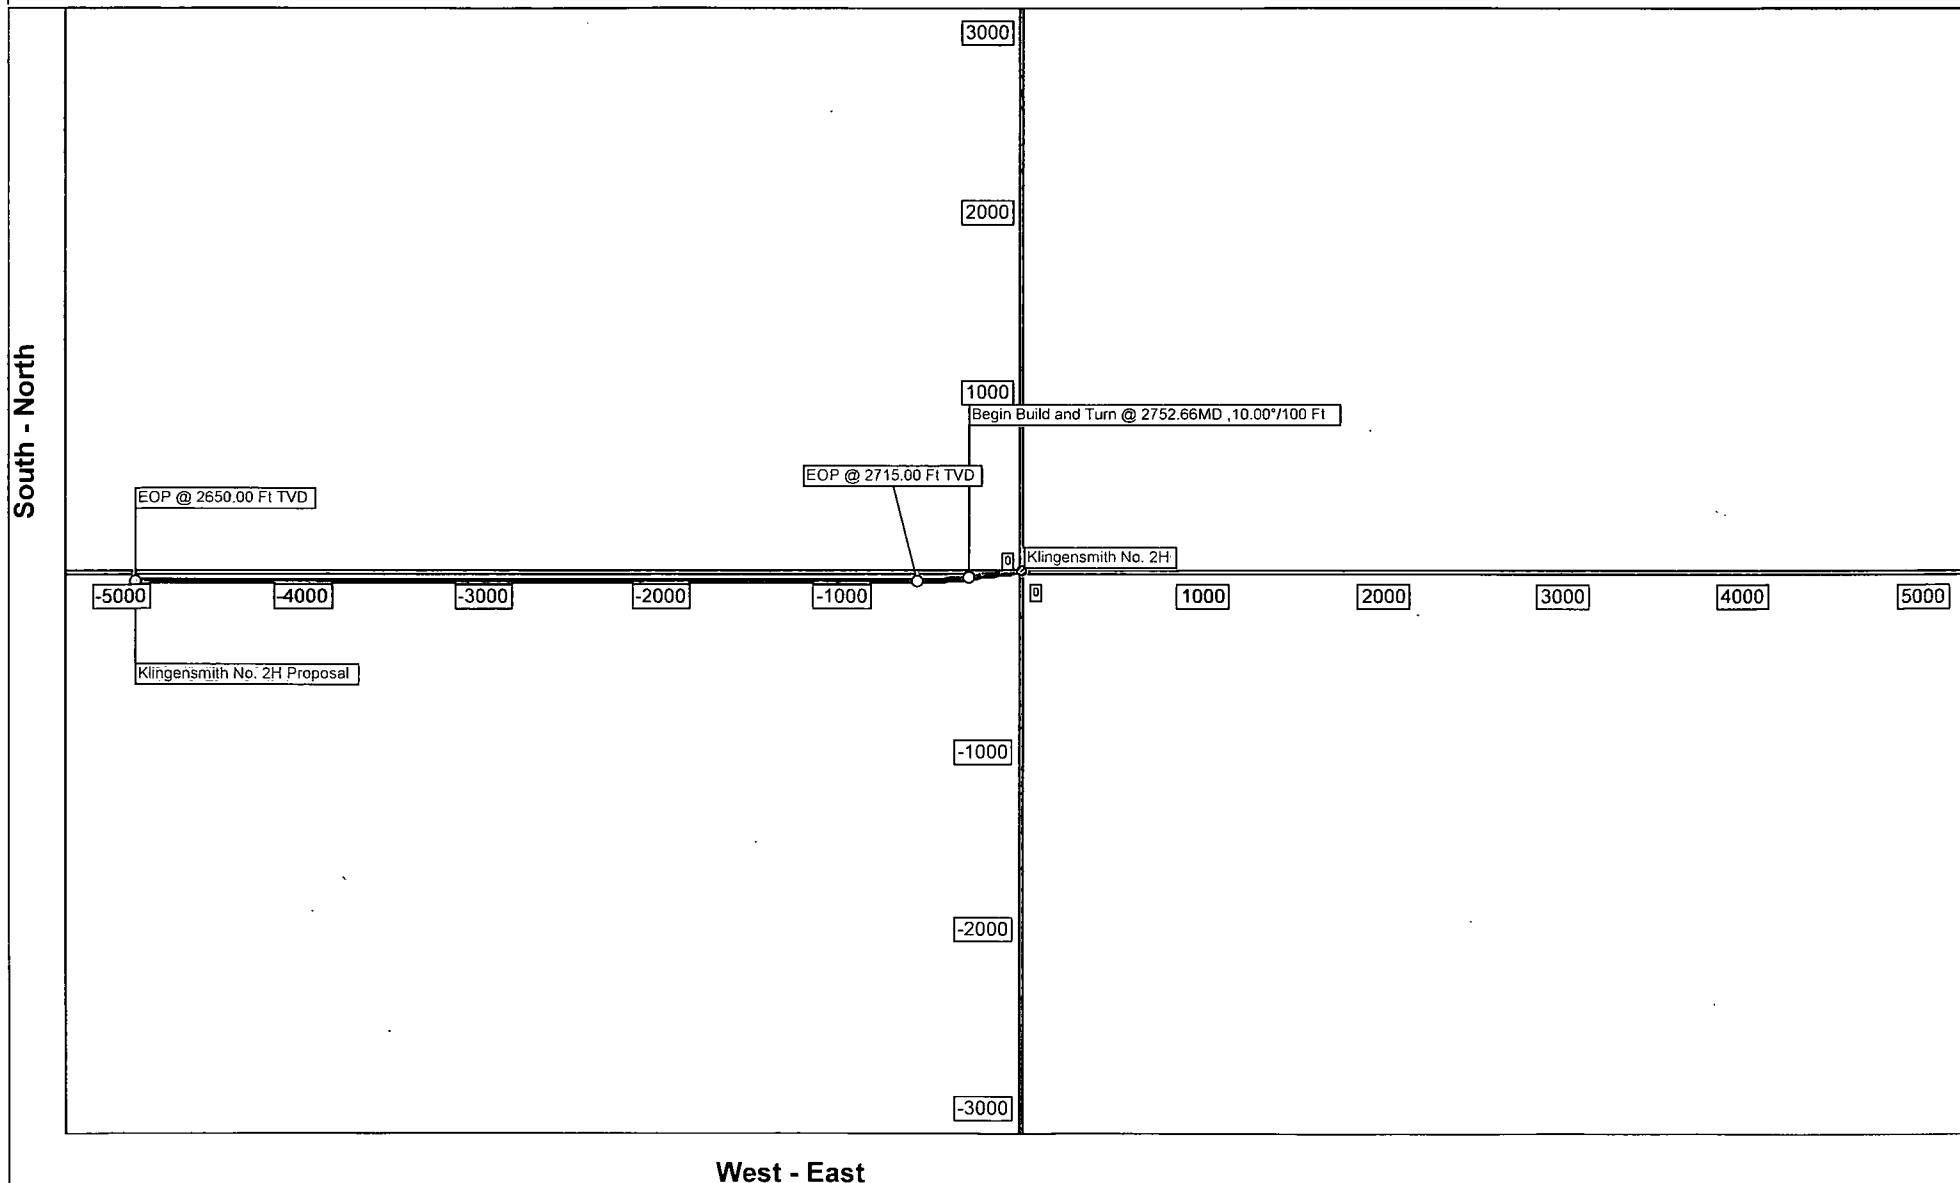 3000
2000
1000
Begin Build and Turn @ 2752.66MD ,10.00°/100 Ft
EOP @ 2715.00 Ft TVD
EOP @ 2650.00 Ft TVD
South - North
0
Klingensmith No. 2H
-5000
-4000
-3000
-2000
-1000
0
1000
2000
3000
4000
5000
Klingensmith No. 2H Proposal
-1000
-2000
-3000
West - East